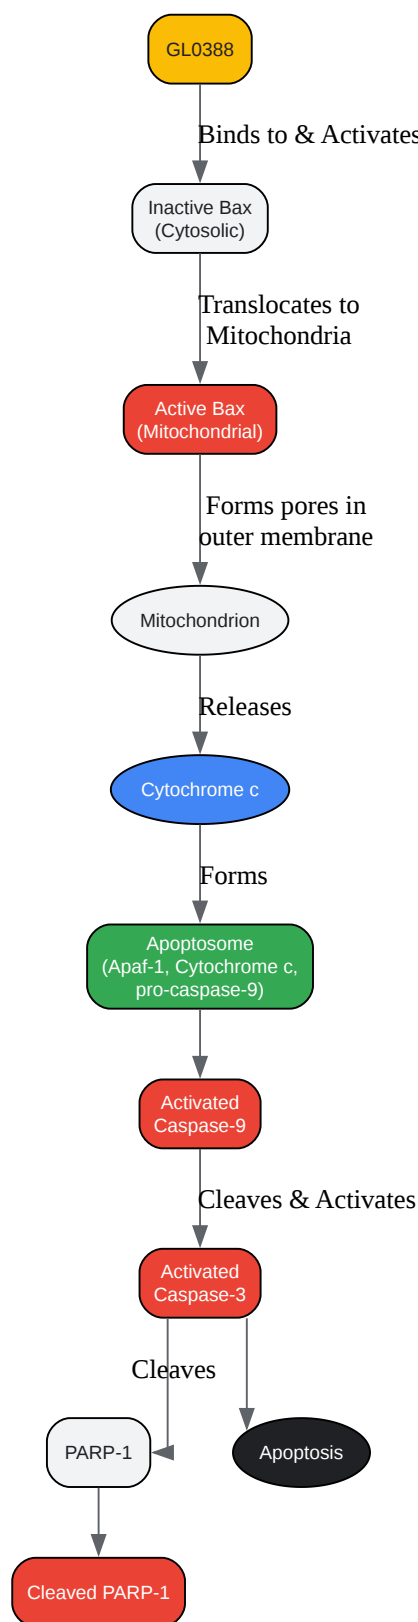 GL0388
Binds to & Activates
Inactive Bax
(Cytosolic)
Translocates to
Mitochondria
Active Bax
(Mitochondrial)
Forms pores in
outer membrane
Mitochondrion
Releases
Cytochrome c
Forms
Apoptosome
(Apaf-1, Cytochrome c,
pro-caspase-9)
Activated
Caspase-9
Cleaves & Activates
Activated
Caspase-3
Cleaves
PARP-1
Apoptosis
Cleaved PARP-1